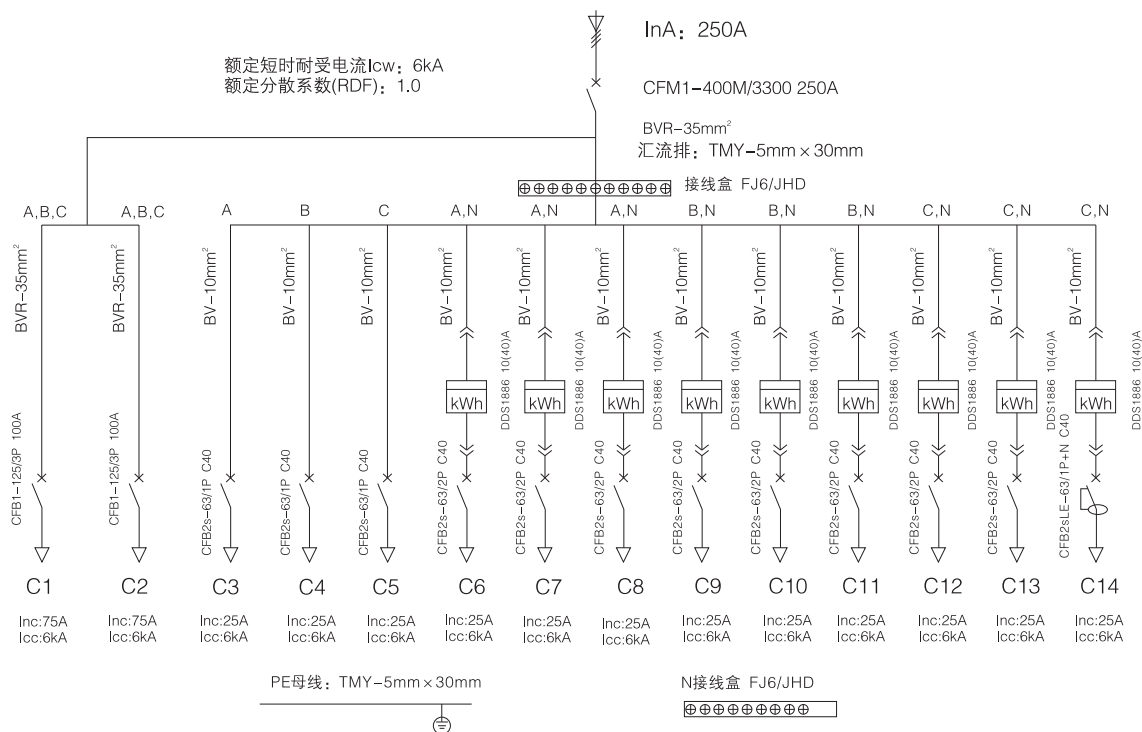 InA：250A
额定短时耐受电流Icw：6kA
额定分散系数(RDF)：1.0
CFM1-400M/3300 250A
BVR-35mm²
汇流排：TMY-5mm×30mm
接线盒 FJ6/JHD
A,B,C
A,B,C
A
B
C
A,N
A,N
A,N
B,N
B,N
B,N
C,N
C,N
C,N
BVR-35mm²
BVR-35mm²
BV-10mm²
BV-10mm²
BV-10mm²
BV-10mm²
BV-10mm²
BV-10mm²
BV-10mm²
BV-10mm²
BV-10mm²
BV-10mm²
BV-10mm²
BV-10mm²
DDS1886 10(40)A
DDS1886 10(40)A
DDS1886 10(40)A
DDS1886 10(40)A
DDS1886 10(40)A
DDS1886 10(40)A
DDS1886 10(40)A
DDS1886 10(40)A
DDS1886 10(40)A
kWh
kWh
kWh
kWh
kWh
kWh
kWh
kWh
kWh
CFB1-125/3P 100A
CFB1-125/3P 100A
CFB2s-63/1P C40
CFB2s-63/1P C40
CFB2s-63/1P C40
CFB2s-63/2P C40
CFB2s-63/2P C40
CFB2s-63/2P C40
CFB2s-63/2P C40
CFB2s-63/2P C40
CFB2s-63/2P C40
CFB2s-63/2P C40
CFB2s-63/2P C40
CFB2sLE-63/1P+N C40
C1
C2
C3
C4
C5
C6
C7
C8
C9
C10
C11
C12
C13
C14
Inc:75A
Icc:6kA
Inc:75A
Icc:6kA
Inc:25A
Icc:6kA
Inc:25A
Icc:6kA
Inc:25A
Icc:6kA
Inc:25A
Icc:6kA
Inc:25A
Icc:6kA
Inc:25A
Icc:6kA
Inc:25A
Icc:6kA
Inc:25A
Icc:6kA
Inc:25A
Icc:6kA
Inc:25A
Icc:6kA
Inc:25A
Icc:6kA
Inc:25A
Icc:6kA
PE母线：TMY-5mm×30mm
N接线盒 FJ6/JHD